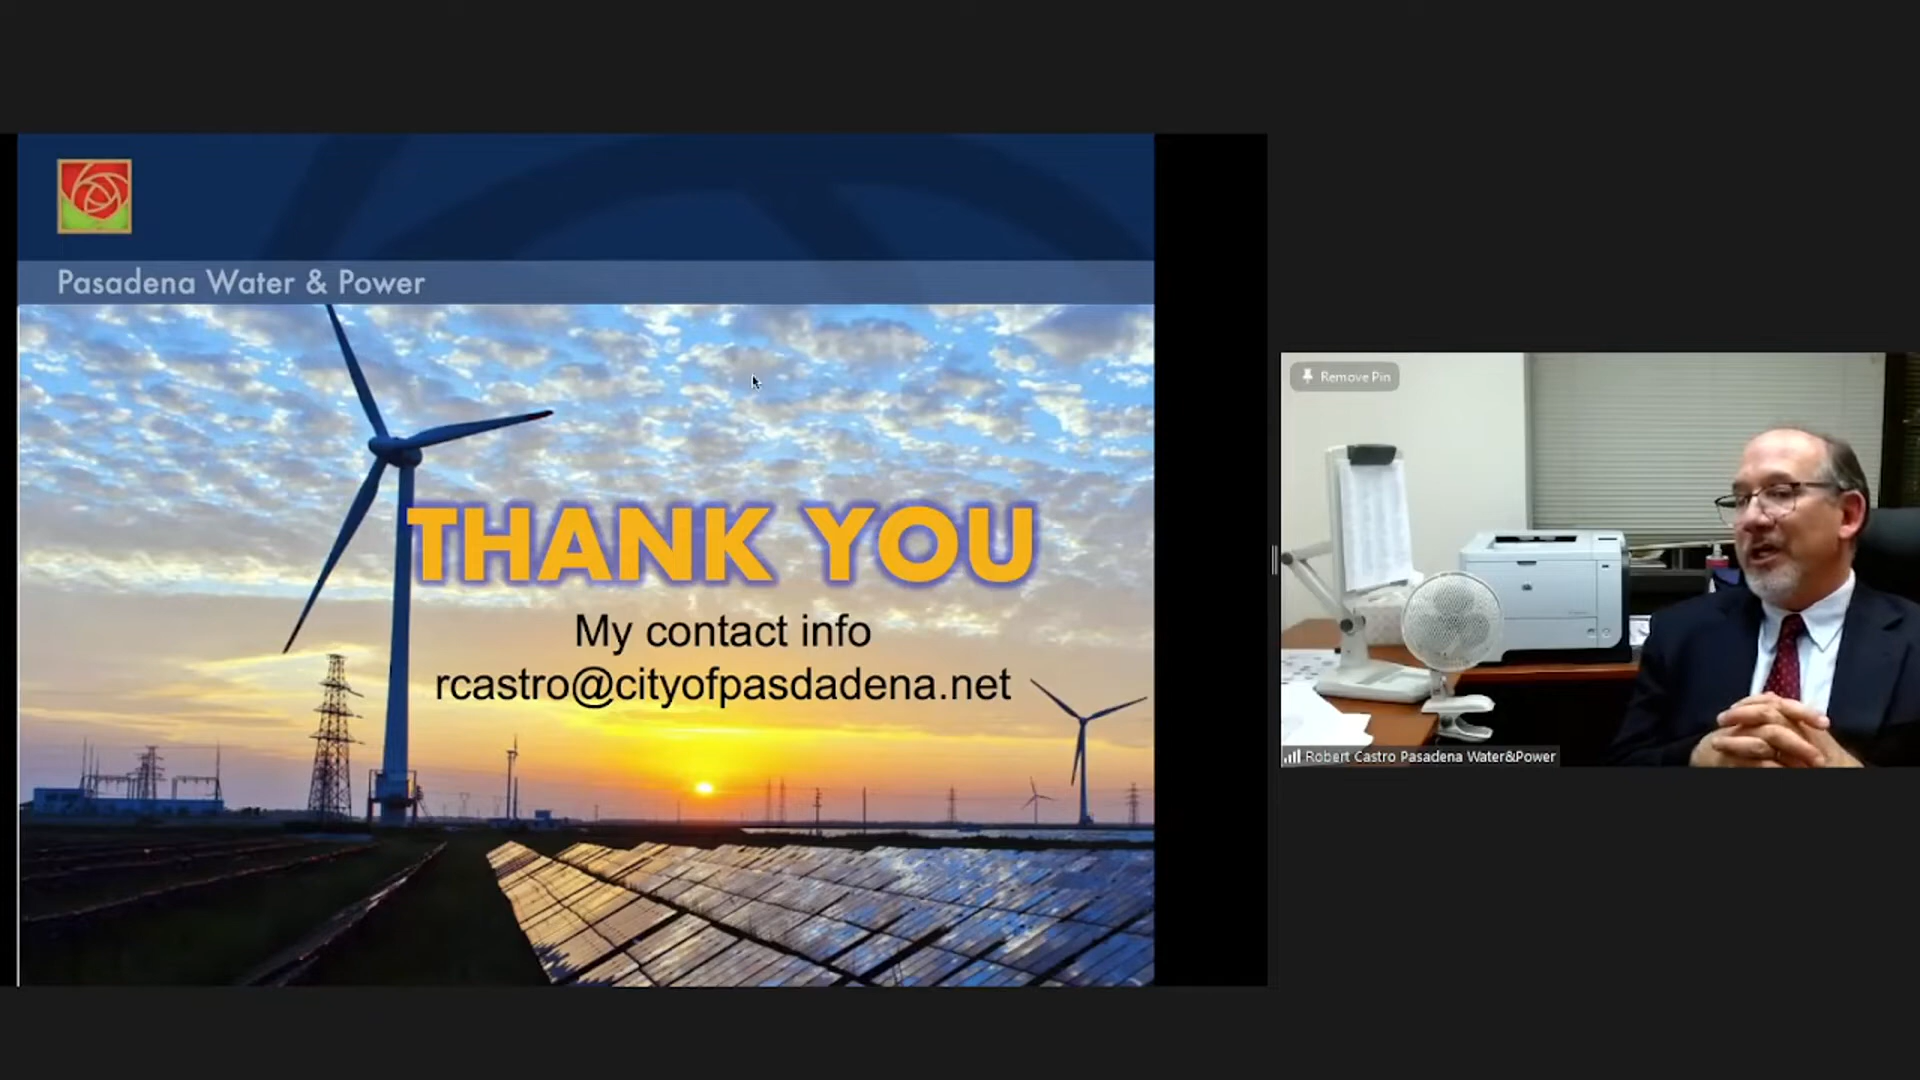 Pasadena Water & Power
THANK YOU
My contact info
rcastro@cityofpasdadena.net
Remove Pin
Robert Castro Pasadena Water&Power